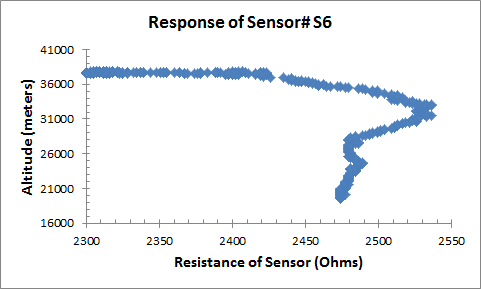 Response of Sensor# S6
41000
36000
31000
26000
21000
16000
Altitude (meters)
2300 2350 2400 2450 2500 2550
Resistance of Sensor (Ohms)